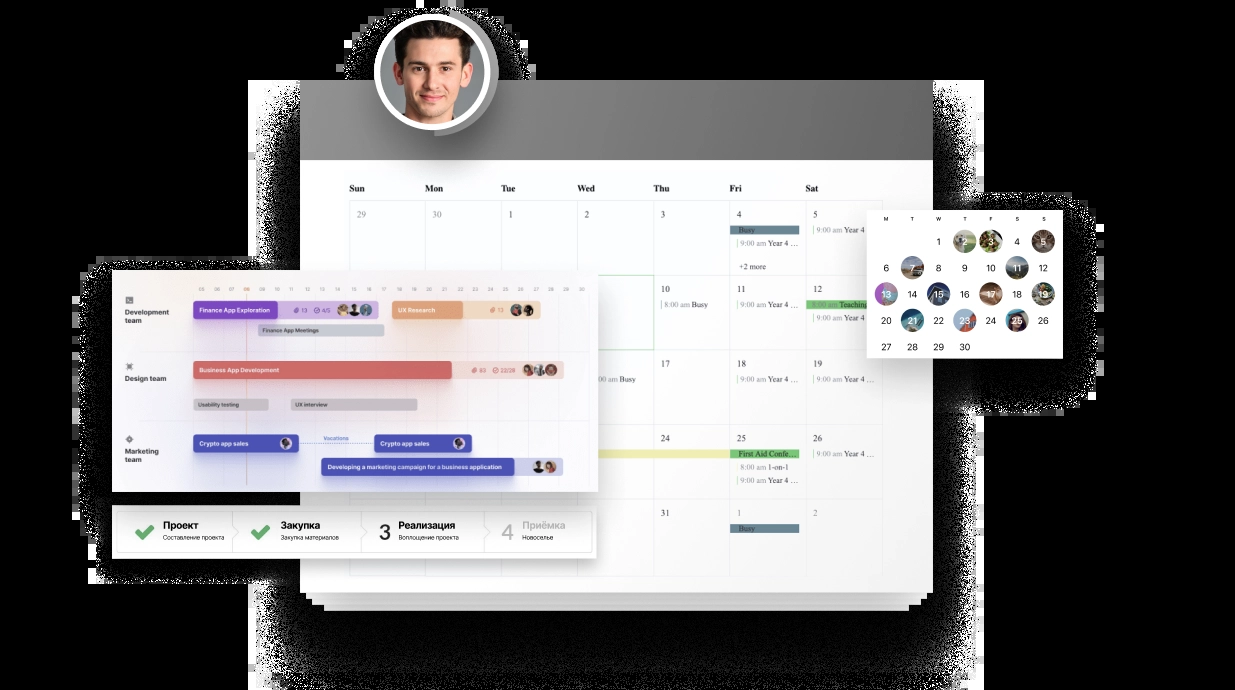 Sun Mon Tue Wed Thu Fri Sat
29 30 1 2 3 4 5
Busy
9:00 am Year 4 ...
+2 more
9:00 am Year 4
10 11 12
8:00 am Busy
9:00 am Year 4 ...
8:00 am Teaching
9:00 am Year 4
17 18 19
00 am Busy
9:00 am Year 4 ...
9:00 am Year 4 ...
24 25 26
First Aid Confe...
8:00 am 1-on-1
9:00 am Year 4 ...
9:00 am Year 4 ...
31 1 2
Busy
M T W T F S S
1 2 3 4 5
6 7 8 9 10 11 12
13 14 15 16 17 18 19
20 21 22 23 24 25 26
27 28 29 30
05 06 07 08 09 10 11 12 13 14 15 16 17 18 19 20 21 22 23 24 25 26 27 28 29 30
Development
team
Finance App Exploration 13 4/5
UX Research 13
Finance App Meetings
Design team
Business App Development 83 22/28
Usability testing
UX interview
Marketing
team
Crypto app sales
Vacations
Crypto app sales
Developing a marketing campaign for a business application
Проект
Составление проекта
Закупка
Закупка материалов
3 Реализация
Воплощение проекта
4 Приёмка
Новоселье